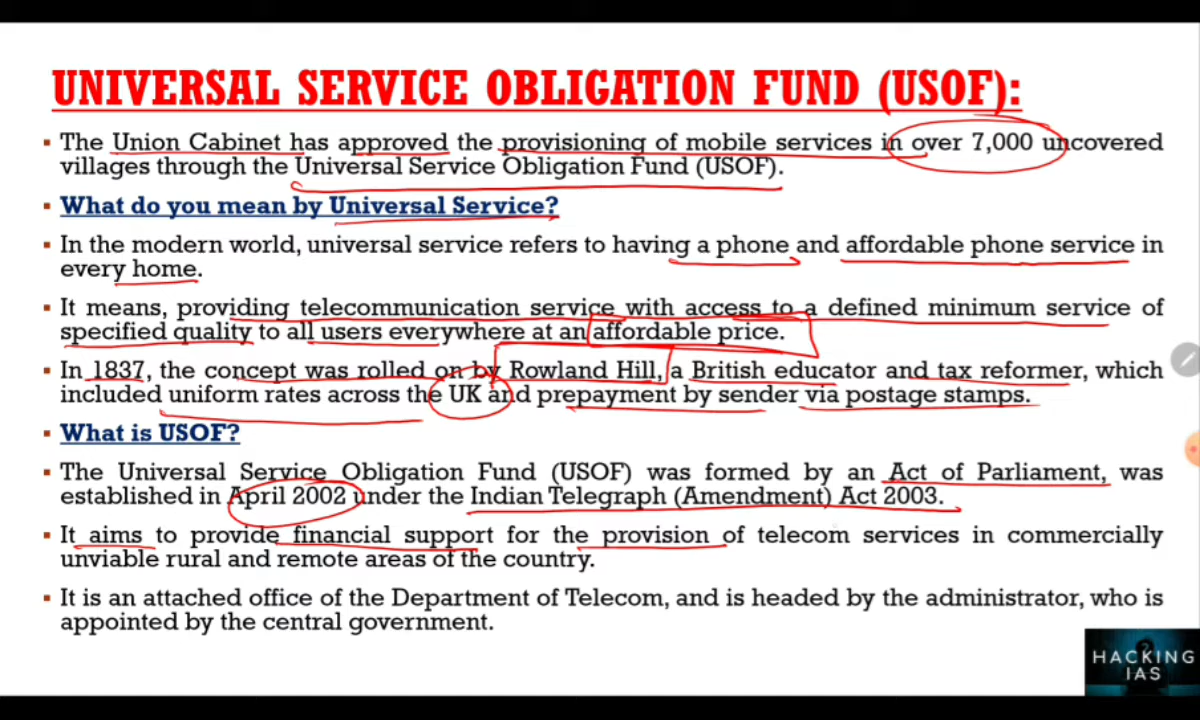 UNIVERSAL SERVICE OBLIGATION FUND (USOF):
▪ The Union Cabinet has approved the provisioning of mobile services in over 7,000 uncovered
villages through the Universal Service Obligation Fund (USOF).
▪ What do you mean by Universal Service?
▪ In the modern world, universal service refers to having a phone and affordable phone service in
every home.
▪ It means, providing telecommunication service with access to a defined minimum service of
specified quality to all users everywhere at an affordable price.
▪ In 1837, the concept was rolled on by Rowland Hill, a British educator and tax reformer, which
included uniform rates across the UK and prepayment by sender via postage stamps.
▪ What is USOF?
▪ The Universal Service Obligation Fund (USOF) was formed by an Act of Parliament, was
established in April 2002 under the Indian Telegraph (Amendment) Act 2003.
▪ It aims to provide financial support for the provision of telecom services in commercially
unviable rural and remote areas of the country.
▪ It is an attached office of the Department of Telecom, and is headed by the administrator, who is
appointed by the central government.
HACKING
IAS